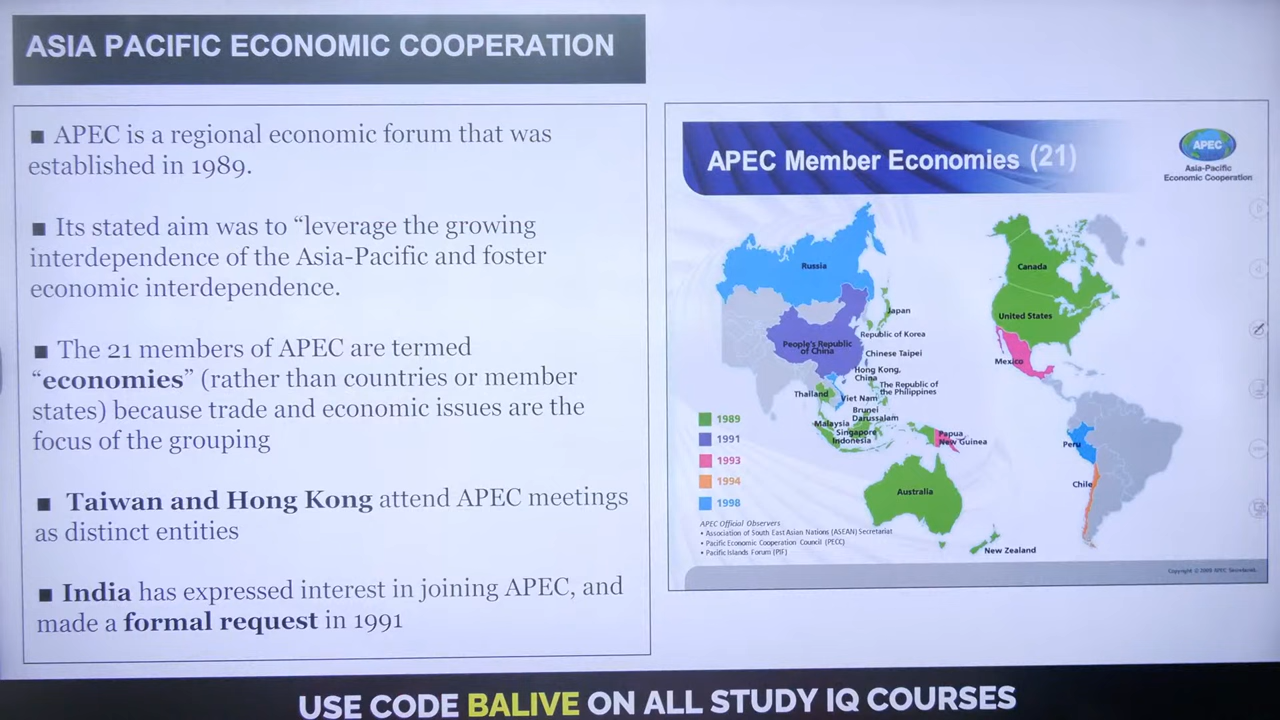 ASIA PACIFIC ECONOMIC COOPERATION
■ APEC is a regional economic forum that was
established in 1989.
■ Its stated aim was to “leverage the growing
interdependence of the Asia-Pacific and foster
economic interdependence.
■ The 21 members of APEC are termed
“economies” (rather than countries or member
states) because trade and economic issues are the
focus of the grouping
■ Taiwan and Hong Kong attend APEC meetings
as distinct entities
■ India has expressed interest in joining APEC, and
made a formal request in 1991
APEC Member Economies (21)
APEC
Asia-Pacific
Economic Cooperation
Russia
Canada
United States
Japan
Republic of Korea
People's Republic
of China
Chinese Taipei
Mexico
Hong Kong,
China
The Republic of
the Philippines
Thailand
Viet Nam
Brunei
Darussalam
Malaysia
Singapore
Indonesia
Papua
New Guinea
Peru
Chile
Australia
New Zealand
1989
1991
1993
1994
1998
APEC Official Observers
• Association of South East Asian Nations (ASEAN) Secretariat
• Pacific Economic Cooperation Council (PECC)
• Pacific Islands Forum (PIF)
Copyright © 2009 APEC Secretariat.
USE CODE BALIVE ON ALL STUDY IQ COURSES